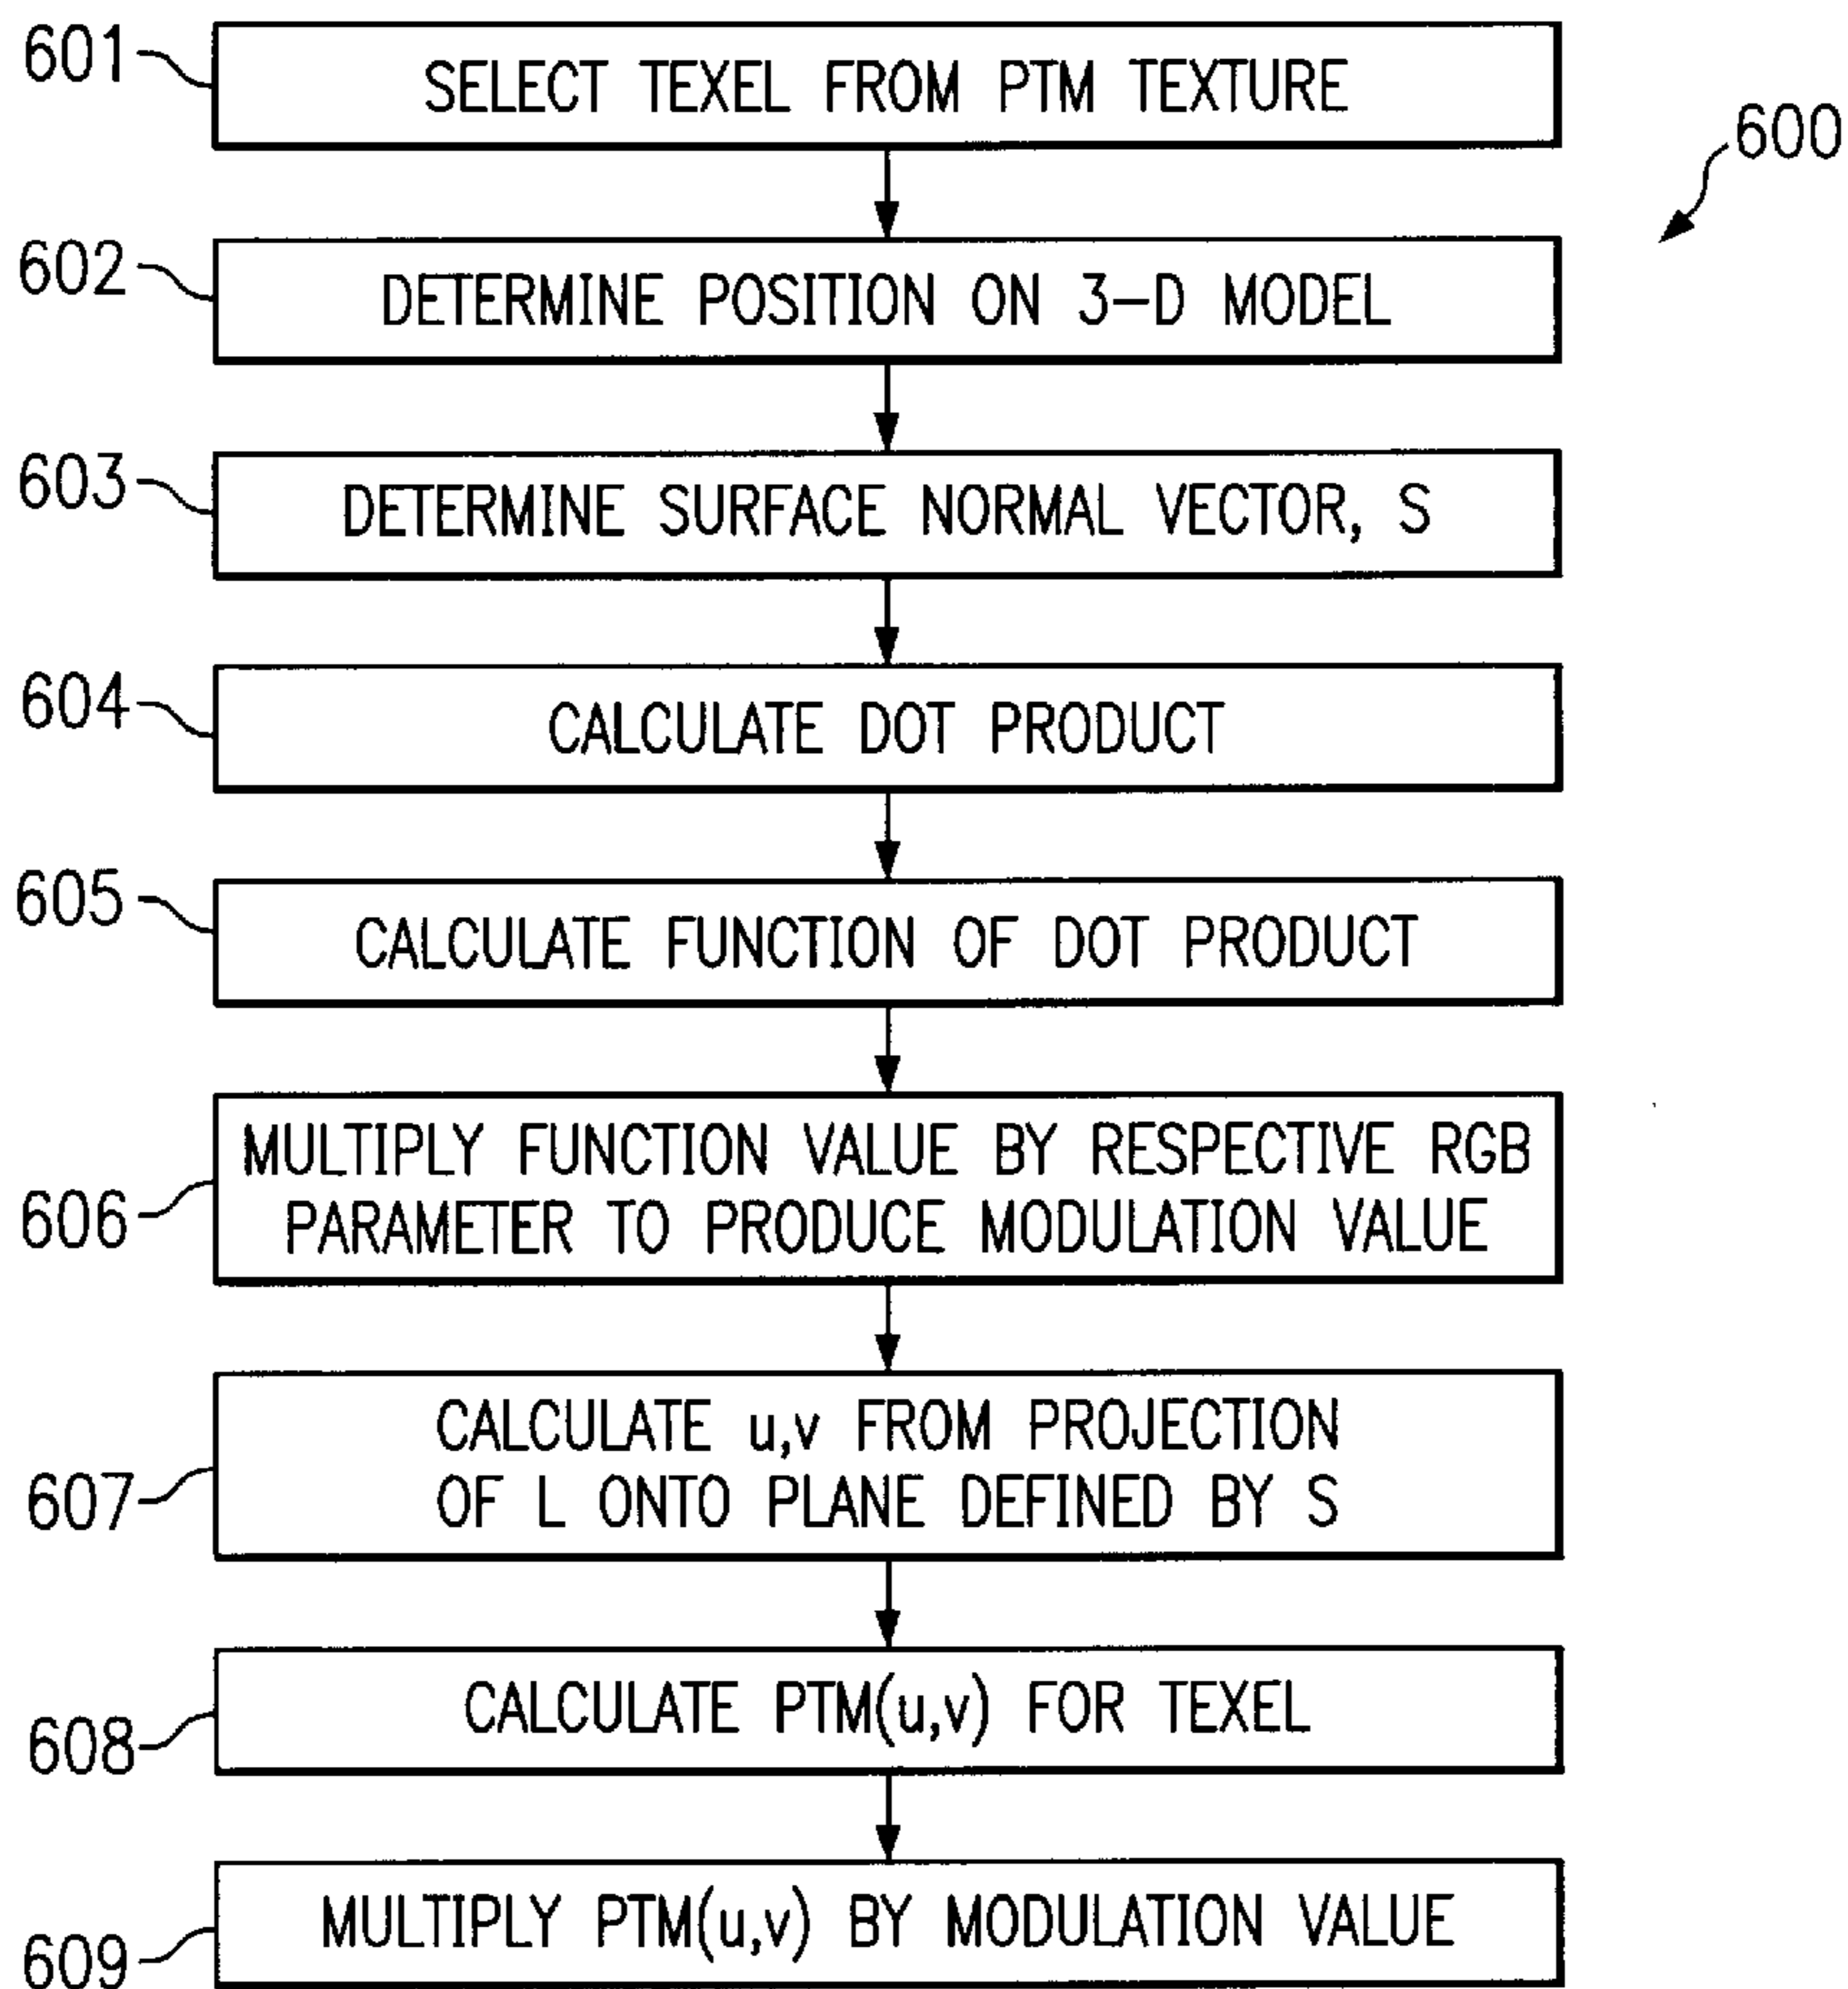 601
SELECT TEXEL FROM PTM TEXTURE
600
602
DETERMINE POSITION ON 3-D MODEL
603
DETERMINE SURFACE NORMAL VECTOR, S
604
CALCULATE DOT PRODUCT
605
CALCULATE FUNCTION OF DOT PRODUCT
606
MULTIPLY FUNCTION VALUE BY RESPECTIVE RGB
PARAMETER TO PRODUCE MODULATION VALUE
607
CALCULATE u,v FROM PROJECTION
OF L ONTO PLANE DEFINED BY S
608
CALCULATE PTM(u,v) FOR TEXEL
609
MULTIPLY PTM(u,v) BY MODULATION VALUE